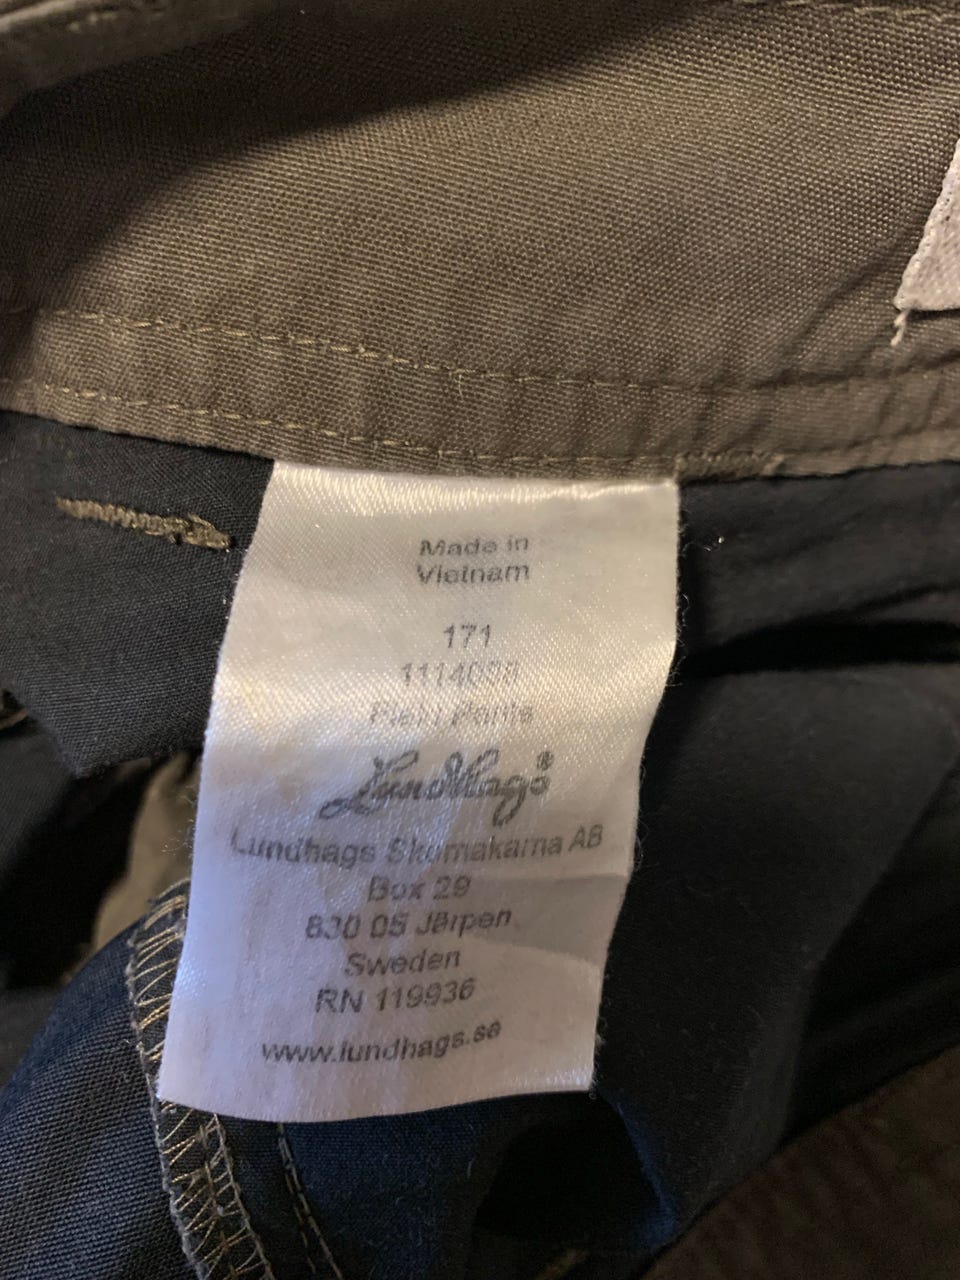 Made in
Vietnam
171
Pants
Lundhags®
Lundhags Skomakarna AB
Box 29
830 05 Järpen
Sweden
RN 119936
www.lundhags.se